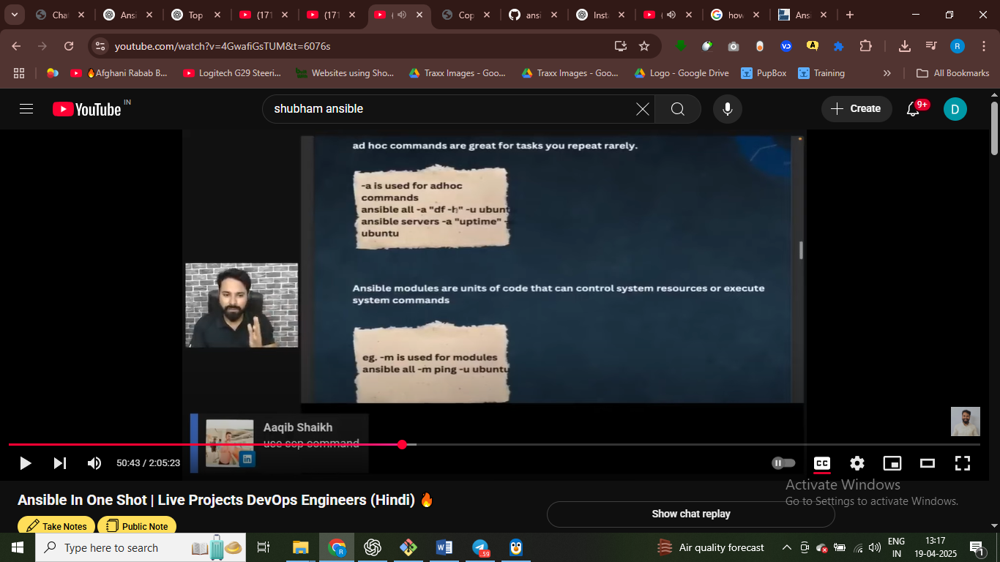 Chat
Ansi
Top
(171
(171
(
Cop
ansi
Inst
(
how
Ans
youtube.com/watch?v=4GwafiGsTUM&t=6076s
🔥Afghani Rabab B...
Logitech G29 Steeri...
Websites using Sho...
Traxx Images - Goo...
Traxx Images - Goo...
Logo - Google Drive
PupBox
Training
All Bookmarks
YouTube IN
shubham ansible
Create
9+
D
ad hoc commands are great for tasks you repeat rarely.
-a is used for adhoc
commands
ansible all -a "df -h" -u ubunt
ansible servers -a "uptime" -
ubuntu
Ansible modules are units of code that can control system resources or execute
system commands
eg. -m is used for modules
ansible all -m ping -u ubuntu
Aaqib Shaikh
use scp command
in
50:43 / 2:05:23
CC
Activate Windows
Go to Settings to activate Windows.
Ansible In One Shot | Live Projects DevOps Engineers (Hindi) 🔥
Show chat replay
Take Notes
Public Note
Type here to search
59
Air quality forecast
ENG
IN
13:17
19-04-2025
1